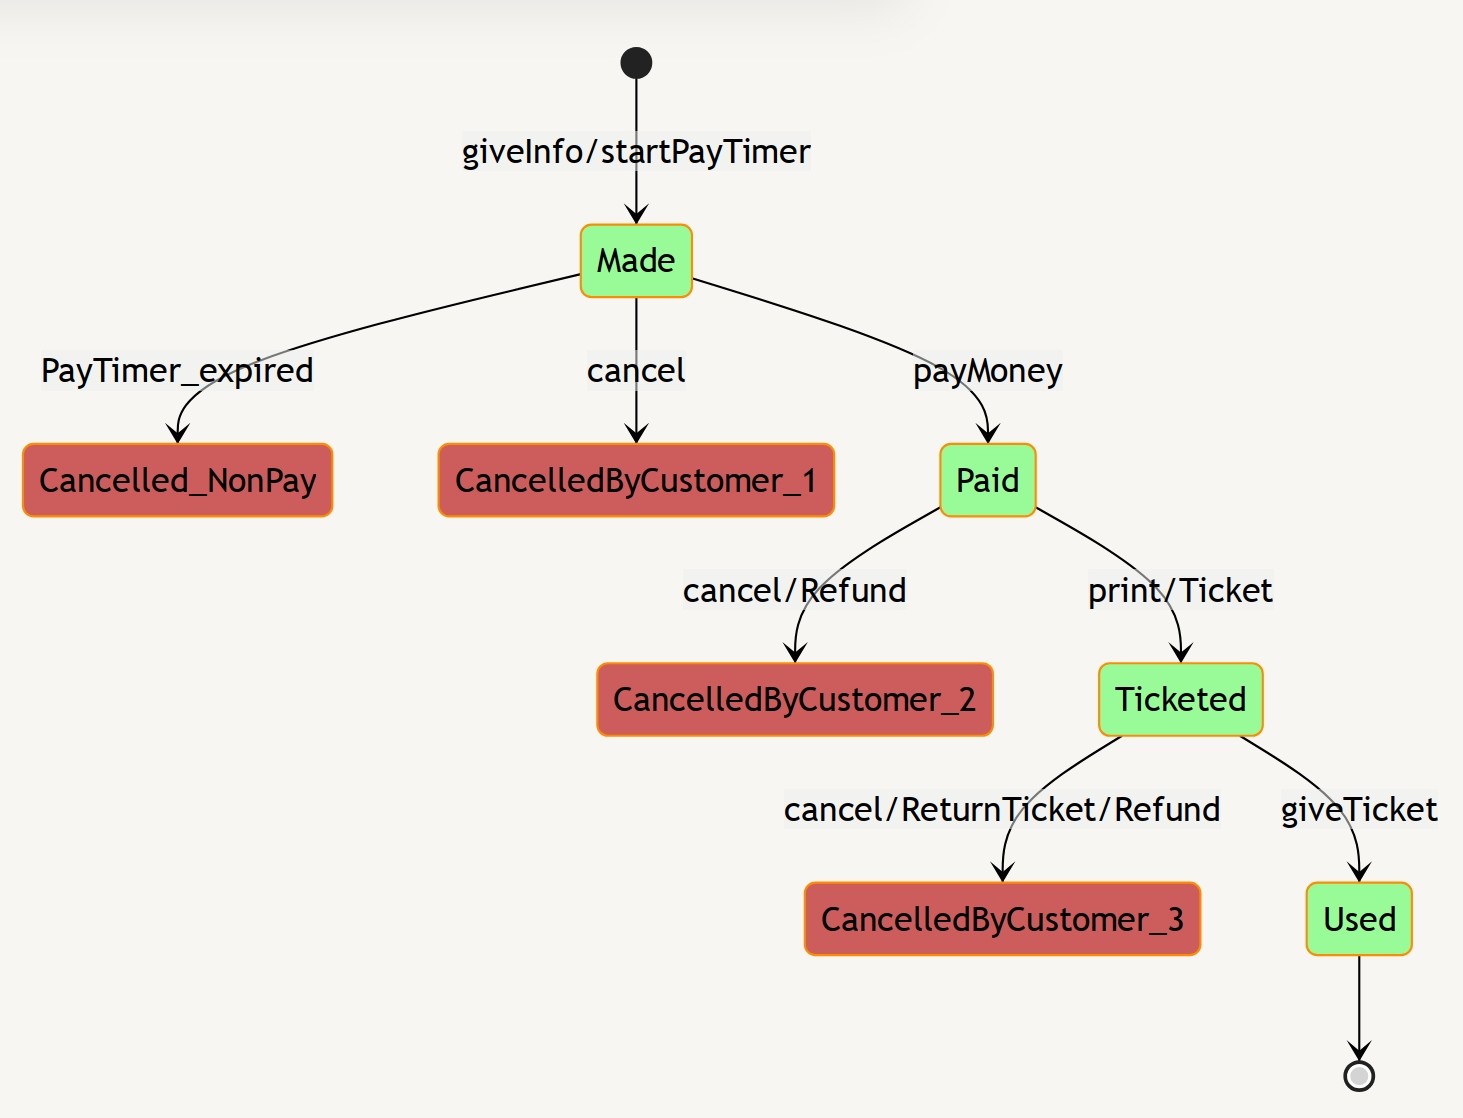 giveInfo/startPayTimer
Made
PayTimer_expired
cancel
payMoney
Cancelled_NonPay
CancelledByCustomer_1
Paid
cancel/Refund
print/Ticket
CancelledByCustomer_2
Ticketed
cancel/ReturnTicket/Refund
giveTicket
CancelledByCustomer_3
Used